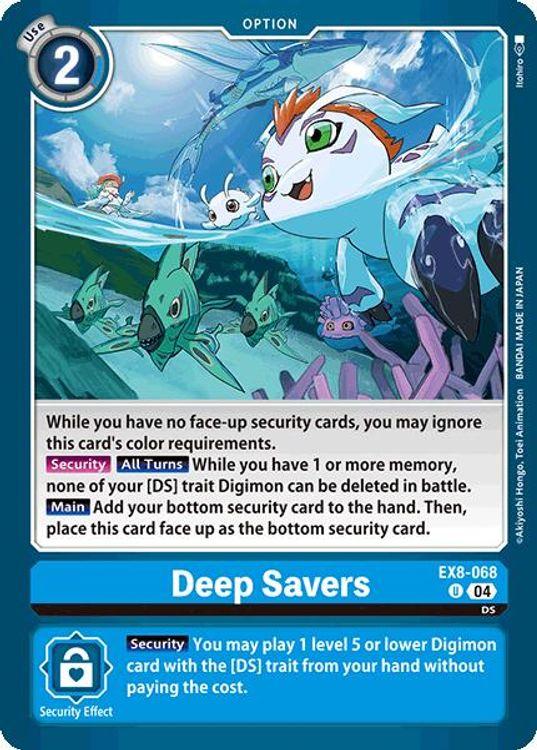 OPTION
Use
2
Itohiro
While you have no face-up security cards, you may ignore
this card's color requirements.
Security All Turns While you have 1 or more memory,
none of your [DS] trait Digimon can be deleted in battle.
Main Add your bottom security card to the hand. Then,
place this card face up as the bottom security card.
©Akiyoshi Hongo, Toei Animation BANDAI MADE IN JAPAN
Deep Savers
EX8-068
U 04
DS
Security You may play 1 level 5 or lower Digimon
card with the [DS] trait from your hand without
paying the cost.
Security Effect